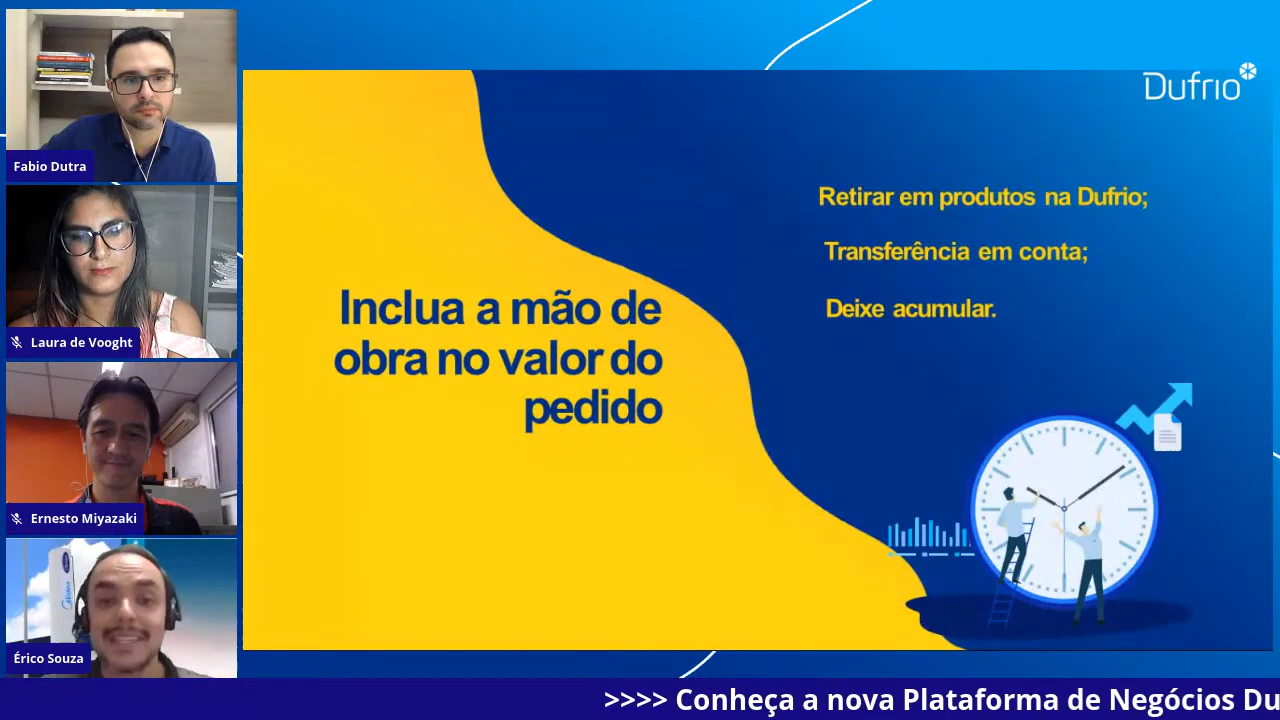 Fabio Dutra
Laura de Vooght
Ernesto Miyazaki
Érico Souza
Dufrio
Inclua a mão de
obra no valor do
pedido
Retirar em produtos na Dufrio;
Transferência em conta;
Deixe acumular.
>>>> Conheça a nova Plataforma de Negócios Du